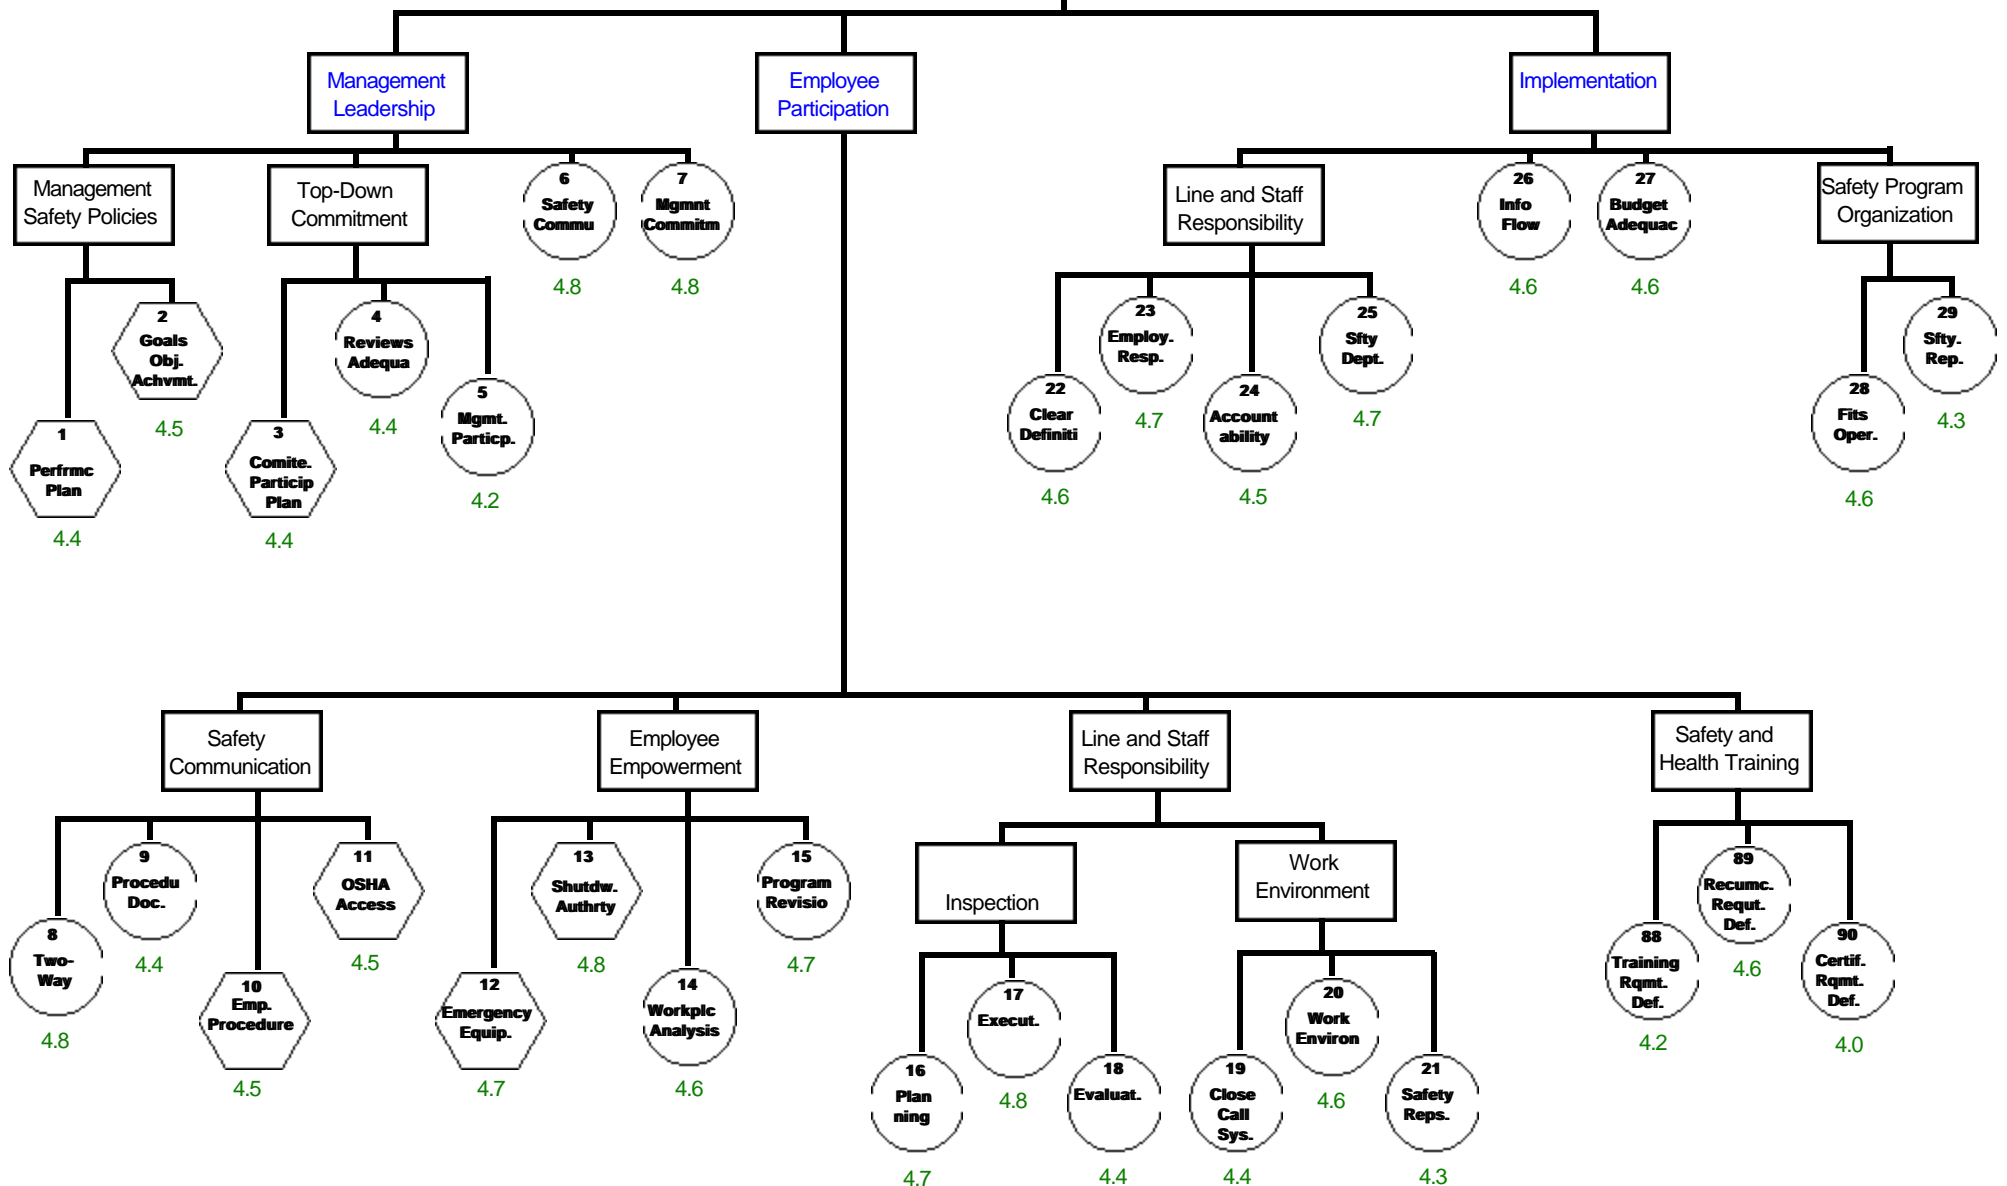 Management
Leadership
Employee
Participation
Implementation
Management
Safety Policies
Top-Down
Commitment
6
Safety
Commu
4.8
7
Mgmnt
Commitm
4.8
1
Perfrmc
Plan
4.4
2
Goals
Obj.
Achvmt.
4.5
3
Comite.
Particip
Plan
4.4
4
Reviews
Adequa
4.4
5
Mgmt.
Particp.
4.2
Line and Staff
Responsibility
26
Info
Flow
4.6
27
Budget
Adequac
4.6
Safety Program
Organization
22
Clear
Definiti
4.6
23
Employ.
Resp.
4.7
24
Account
ability
4.5
25
Sfty
Dept.
4.7
28
Fits
Oper.
4.6
29
Sfty.
Rep.
4.3
Safety
Communication
Employee
Empowerment
Line and Staff
Responsibility
Safety and
Health Training
8
Two-
Way
4.8
9
Procedu
Doc.
4.4
10
Emp.
Procedure
4.5
11
OSHA
Access
4.5
12
Emergency
Equip.
4.7
13
Shutdw.
Authrty
4.8
14
Workplc
Analysis
4.6
15
Program
Revisio
4.7
Inspection
Work
Environment
16
Plan
ning
4.7
17
Execut.
4.8
18
Evaluat.
4.4
19
Close
Call
Sys.
4.4
20
Work
Environ
4.6
21
Safety
Reps.
4.3
88
Training
Rqmt.
Def.
4.2
89
Recumc.
Requt.
Def.
4.6
90
Certif.
Rqmt.
Def.
4.0